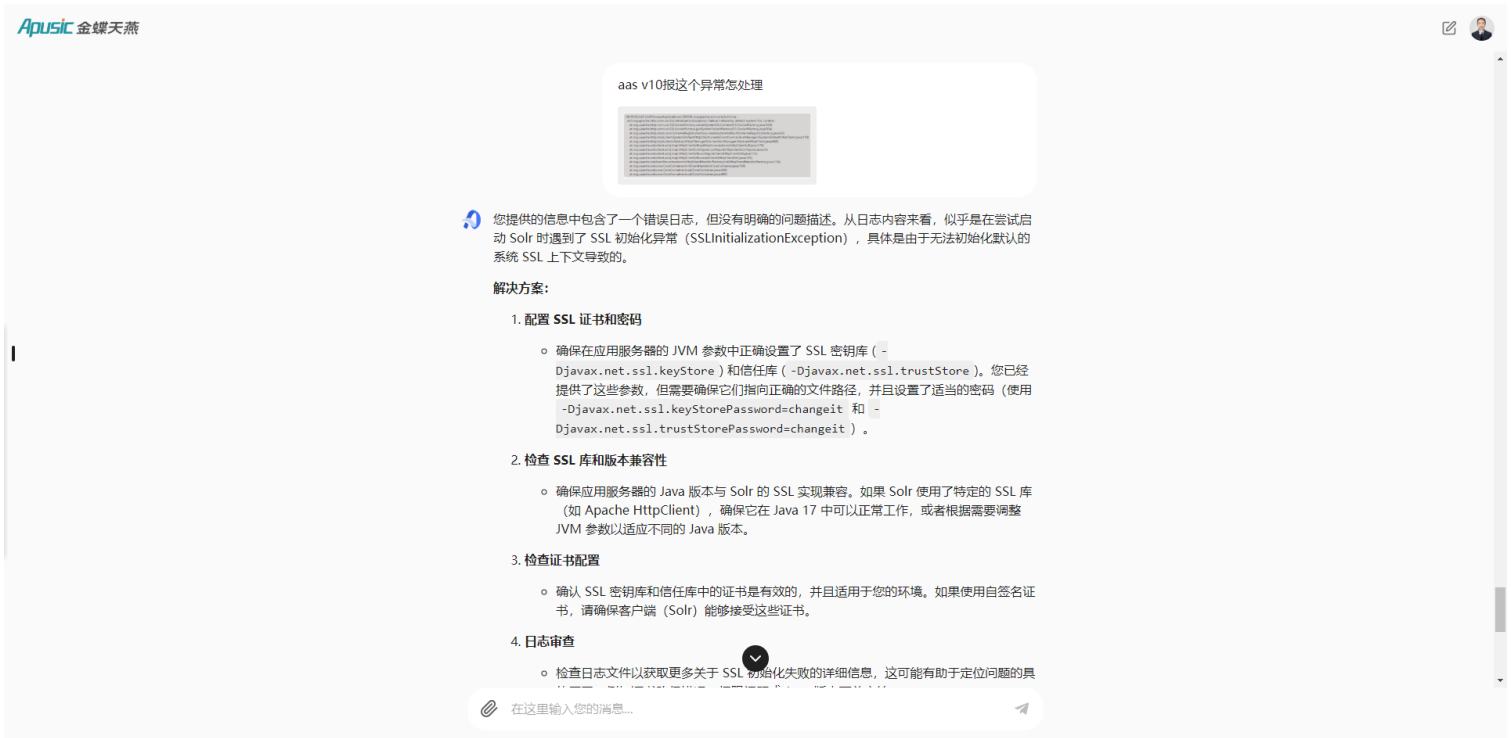 Apusic 金蝶天燕
aas v10报这个异常怎处理
您提供的信息中包含了一个错误日志，但没有明确的问题描述。从日志内容来看，似乎是在尝试启
动 Solr 时遇到了 SSL 初始化异常（SSLInitializationException），具体是由于无法初始化默认的
系统 SSL 上下文导致的。
解决方案：
1. 配置 SSL 证书和密码
确保在应用服务器的 JVM 参数中正确设置了 SSL 密钥库 ( -
Djavax.net.ssl.keyStore ) 和信任库 ( -Djavax.net.ssl.trustStore )。您已经
提供了这些参数，但需要确保它们指向正确的文件路径，并且设置了适当的密码（使用
-Djavax.net.ssl.keyStorePassword=changeit 和 -
Djavax.net.ssl.trustStorePassword=changeit ）。
2. 检查 SSL 库和版本兼容性
确保应用服务器的 Java 版本与 Solr 的 SSL 实现兼容。如果 Solr 使用了特定的 SSL 库
（如 Apache HttpClient），确保它在 Java 17 中可以正常工作，或者根据需要调整
JVM 参数以适应不同的 Java 版本。
3. 检查证书配置
确认 SSL 密钥库和信任库中的证书是有效的，并且适用于您的环境。如果使用自签名证
书，请确保客户端（Solr）能够接受这些证书。
4. 日志审查
检查日志文件以获取更多关于 SSL 初始化失败的详细信息，这可能有助于定位问题的具
在这里输入您的消息...